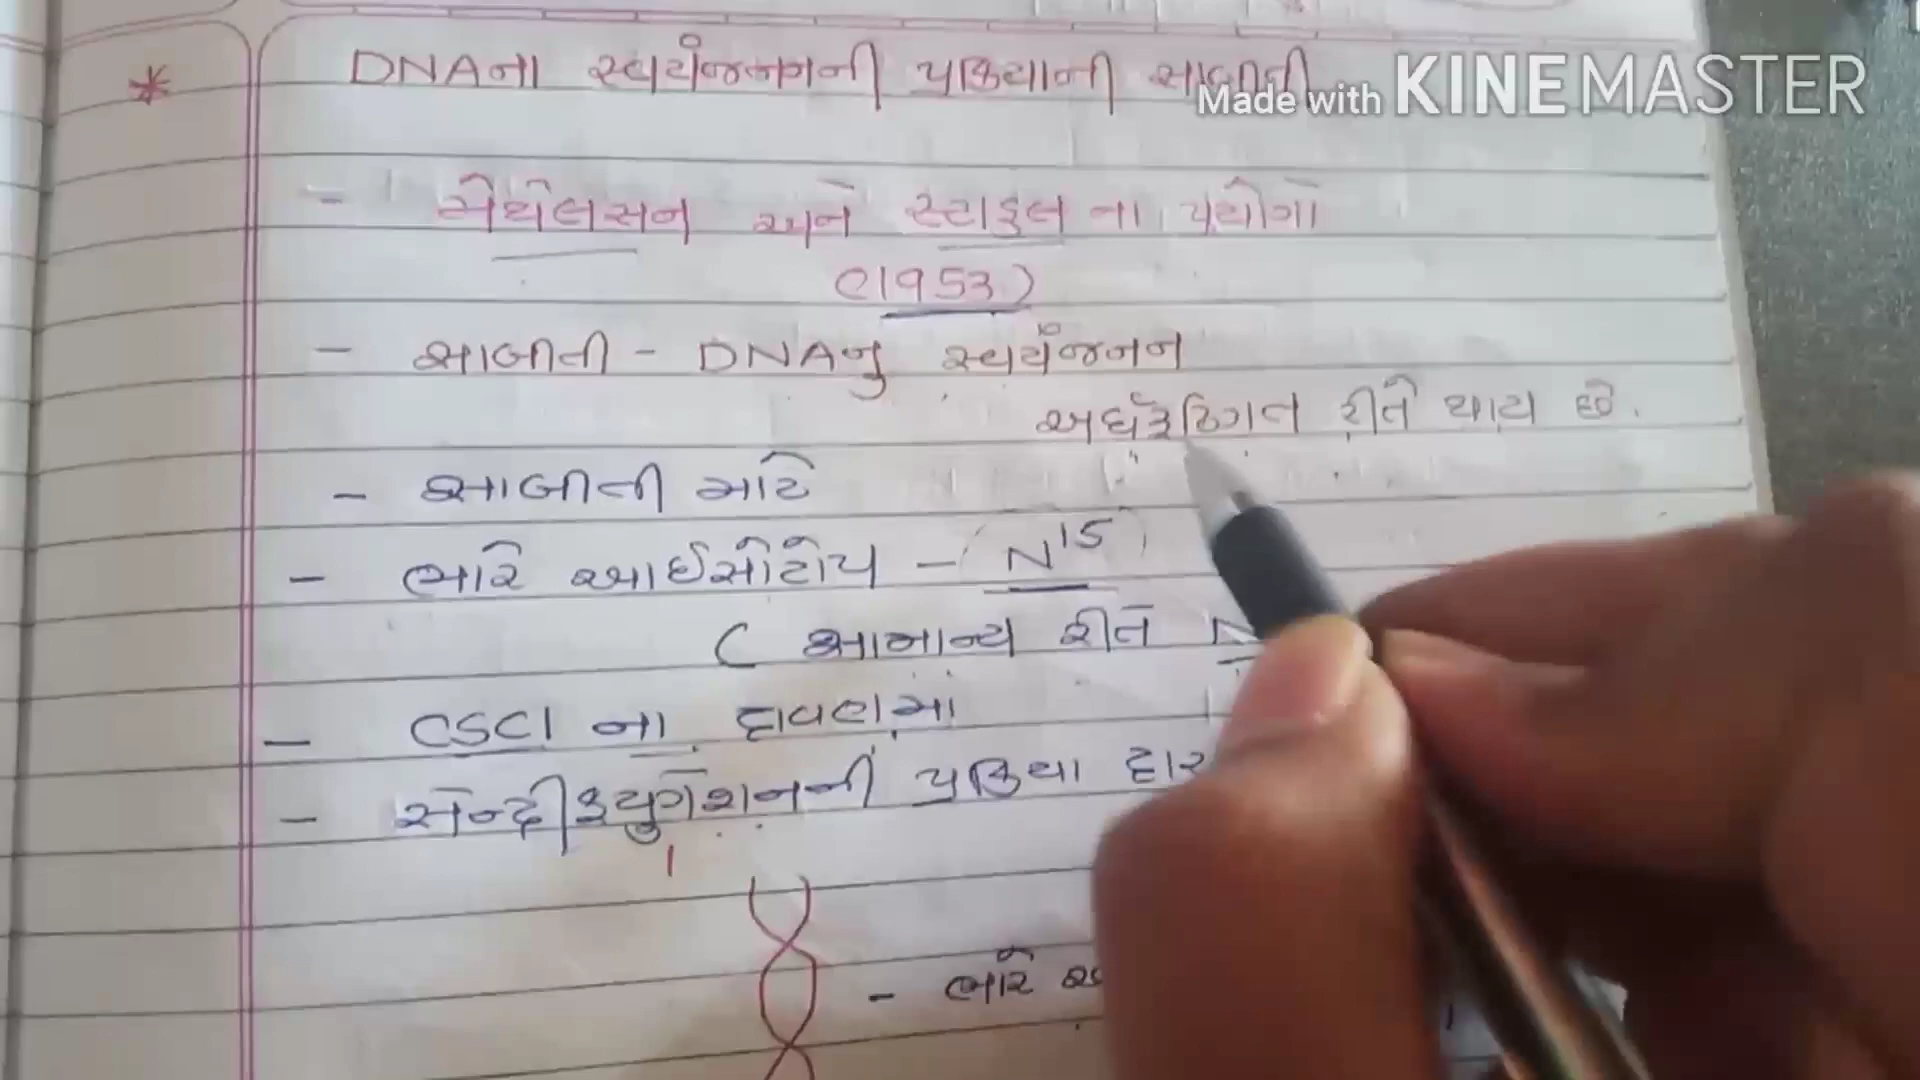 * DNAના સ્વયંજનનની પ્રક્રિયાની સાબીતી
Made with KINEMASTER
- મેથેલસન અને સ્ટાફલ ના પ્રયોગો
(1953)
- સાબીતી - DNAનુ સ્વયંજનન
અર્ધરૂઢિગત રીતે થાય છે.
- સાબીતી માટે
- ભારે આઈસોટોપ - (N15)
( સામાન્ય રીતે N
- CSCl ના દ્રાવણમા
- સેન્ટ્રીફ્યુગેશનની પ્રક્રિયા દ્વાર
- ભારે